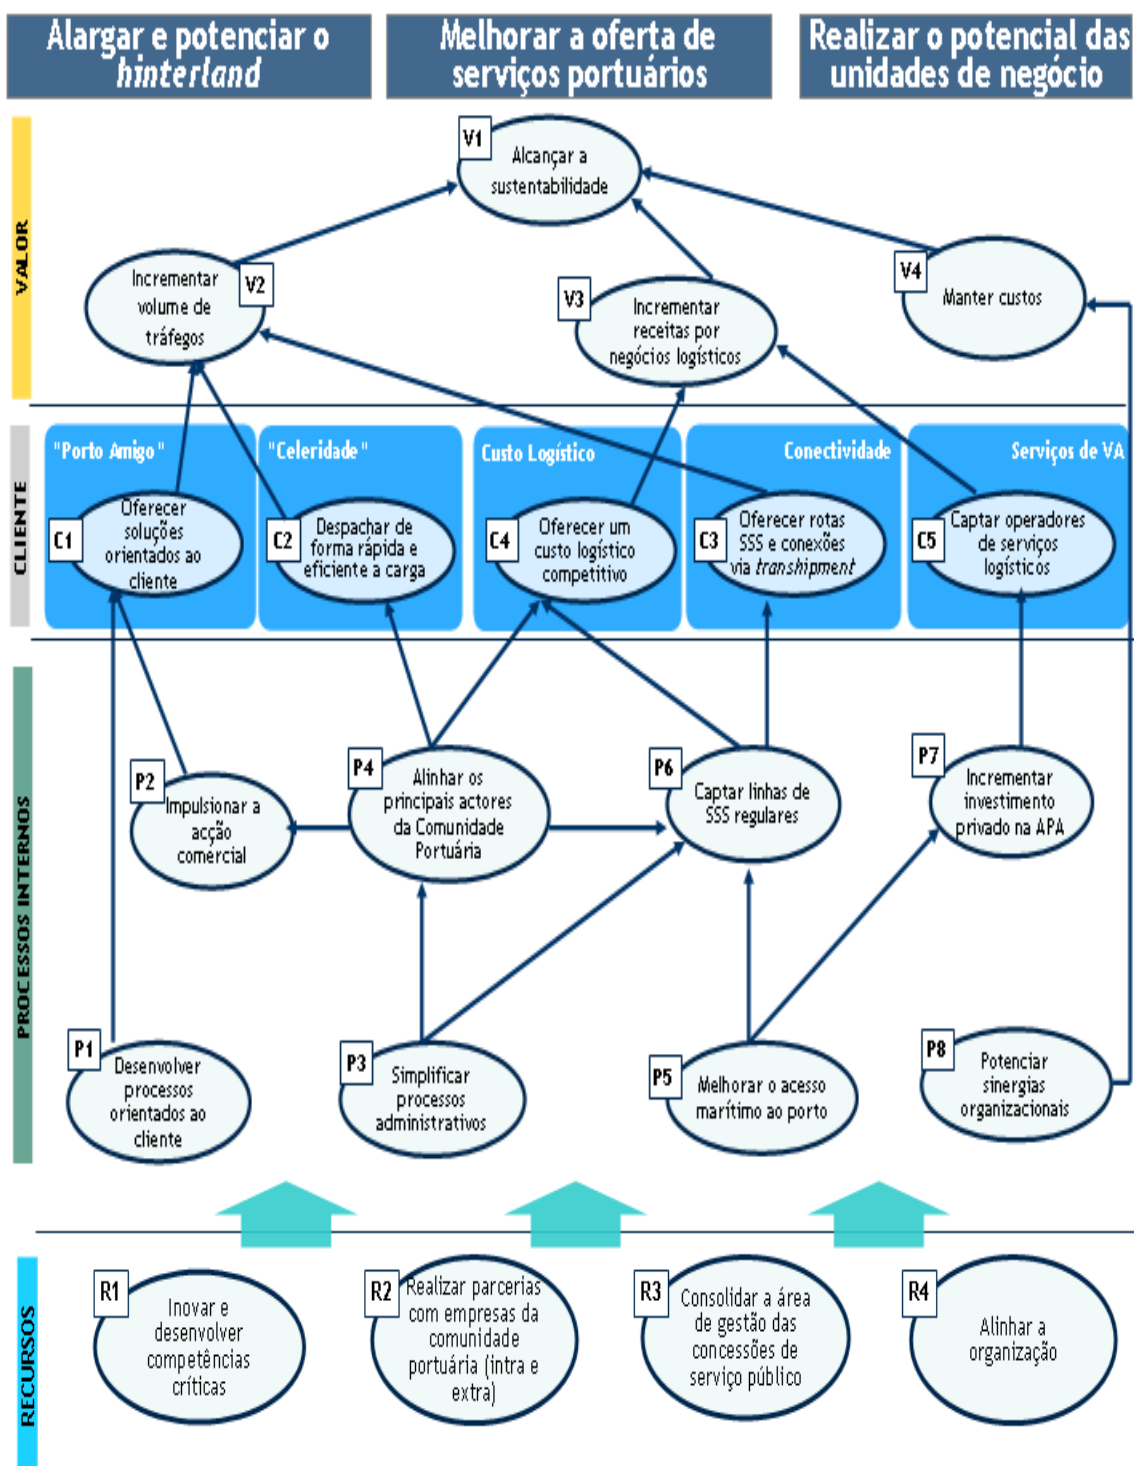 Alargar e potenciar o
hinterland
Melhorar a oferta de
serviços portuários
Realizar o potencial das
unidades de negócio
VALOR
V1
Alcançar a
sustentabilidade
V2
Incrementar
volume de
tráfegos
V3
Incrementar
receitas por
negócios logísticos
V4
Manter custos
CLIENTE
"Porto Amigo"
C1
Oferecer
soluções
orientados ao
cliente
"Celeridade"
C2
Despachar de
forma rápida e
eficiente a carga
Custo Logístico
C4
Oferecer um
custo logístico
competitivo
Conectividade
C3
Oferecer rotas
SSS e conexões
via transhipment
Serviços de VA
C5
Captar operadores
de serviços
logísticos
PROCESSOS INTERNOS
P2
Impulsionar a
acção
comercial
P4
Alinhar os
principais actores
da Comunidade
Portuária
P6
Captar linhas de
SSS regulares
P7
Incrementar
investimento
privado na APA
P1
Desenvolver
processos
orientados ao
cliente
P3
Simplificar
processos
administrativos
P5
Melhorar o acesso
marítimo ao porto
P8
Potenciar
sinergias
organizacionais
RECURSOS
R1
Inovar e
desenvolver
competências
críticas
R2
Realizar parcerias
com empresas da
comunidade
portuária (intra e
extra)
R3
Consolidar a área
de gestão das
concessões de
serviço público
R4
Alinhar a
organização